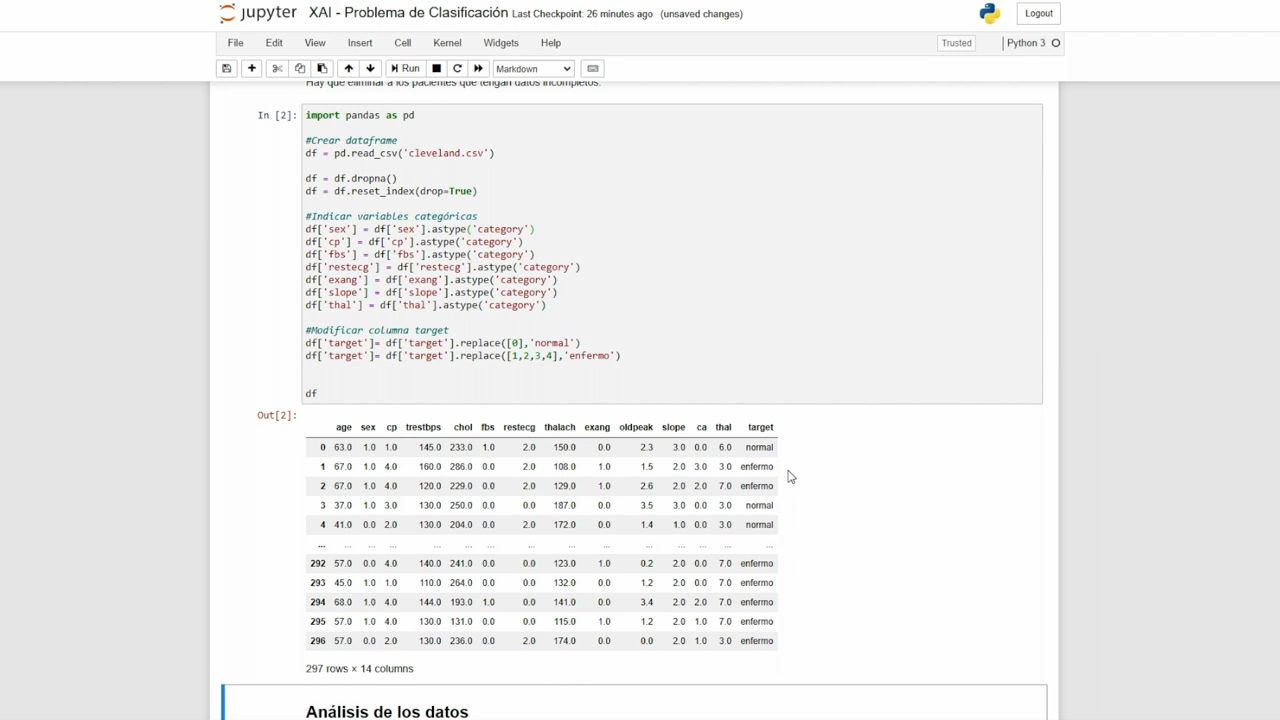 jupyter XAI - Problema de Clasificación Last Checkpoint: 26 minutes ago (unsaved changes) Logout
File Edit View Insert Cell Kernel Widgets Help Trusted Python 3
Run Markdown
Hay que eliminar a los pacientes que tengan datos incompletos.
In [2]: import pandas as pd
#Crear dataframe
df = pd.read_csv('cleveland.csv')
df = df.dropna()
df = df.reset_index(drop=True)
#Indicar variables categóricas
df['sex'] = df['sex'].astype('category')
df['cp'] = df['cp'].astype('category')
df['fbs'] = df['fbs'].astype('category')
df['restecg'] = df['restecg'].astype('category')
df['exang'] = df['exang'].astype('category')
df['slope'] = df['slope'].astype('category')
df['thal'] = df['thal'].astype('category')
#Modificar columna target
df['target']= df['target'].replace([0],'normal')
df['target']= df['target'].replace([1,2,3,4],'enfermo')
df
Out[2]:
age sex cp trestbps chol fbs restecg thalach exang oldpeak slope ca thal target
0 63.0 1.0 1.0 145.0 233.0 1.0 2.0 150.0 0.0 2.3 3.0 0.0 6.0 normal
1 67.0 1.0 4.0 160.0 286.0 0.0 2.0 108.0 1.0 1.5 2.0 3.0 3.0 enfermo
2 67.0 1.0 4.0 120.0 229.0 0.0 2.0 129.0 1.0 2.6 2.0 2.0 7.0 enfermo
3 37.0 1.0 3.0 130.0 250.0 0.0 0.0 187.0 0.0 3.5 3.0 0.0 3.0 normal
4 41.0 0.0 2.0 130.0 204.0 0.0 2.0 172.0 0.0 1.4 1.0 0.0 3.0 normal
... ... ... ... ... ... ... ... ... ... ... ... ... ... ...
292 57.0 0.0 4.0 140.0 241.0 0.0 0.0 123.0 1.0 0.2 2.0 0.0 7.0 enfermo
293 45.0 1.0 1.0 110.0 264.0 0.0 0.0 132.0 0.0 1.2 2.0 0.0 7.0 enfermo
294 68.0 1.0 4.0 144.0 193.0 1.0 0.0 141.0 0.0 3.4 2.0 2.0 7.0 enfermo
295 57.0 1.0 4.0 130.0 131.0 0.0 0.0 115.0 1.0 1.2 2.0 1.0 7.0 enfermo
296 57.0 0.0 2.0 130.0 236.0 0.0 2.0 174.0 0.0 0.0 2.0 1.0 3.0 enfermo
297 rows × 14 columns
Análisis de los datos